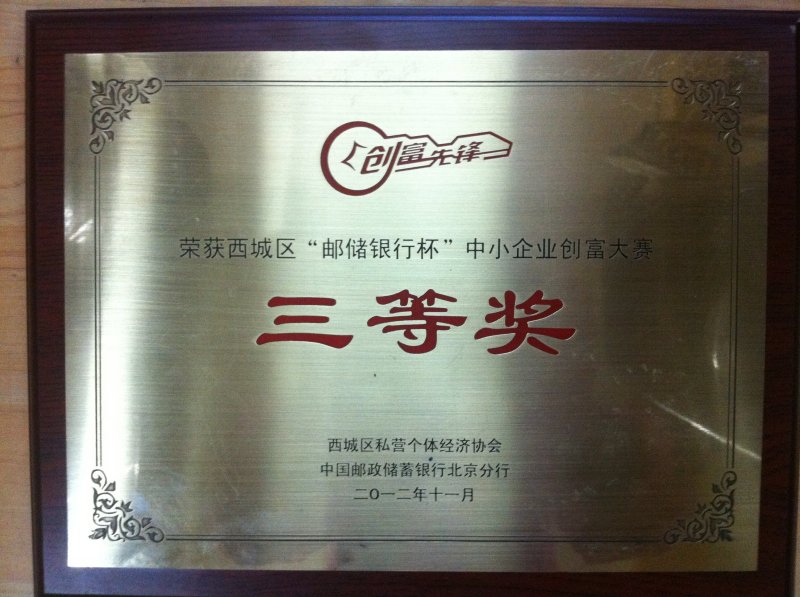 创富先锋
荣获西城区“邮储银行杯”中小企业创富大赛
三等奖
西城区私营个体经济协会
中国邮政储蓄银行北京分行
二〇一二年十一月